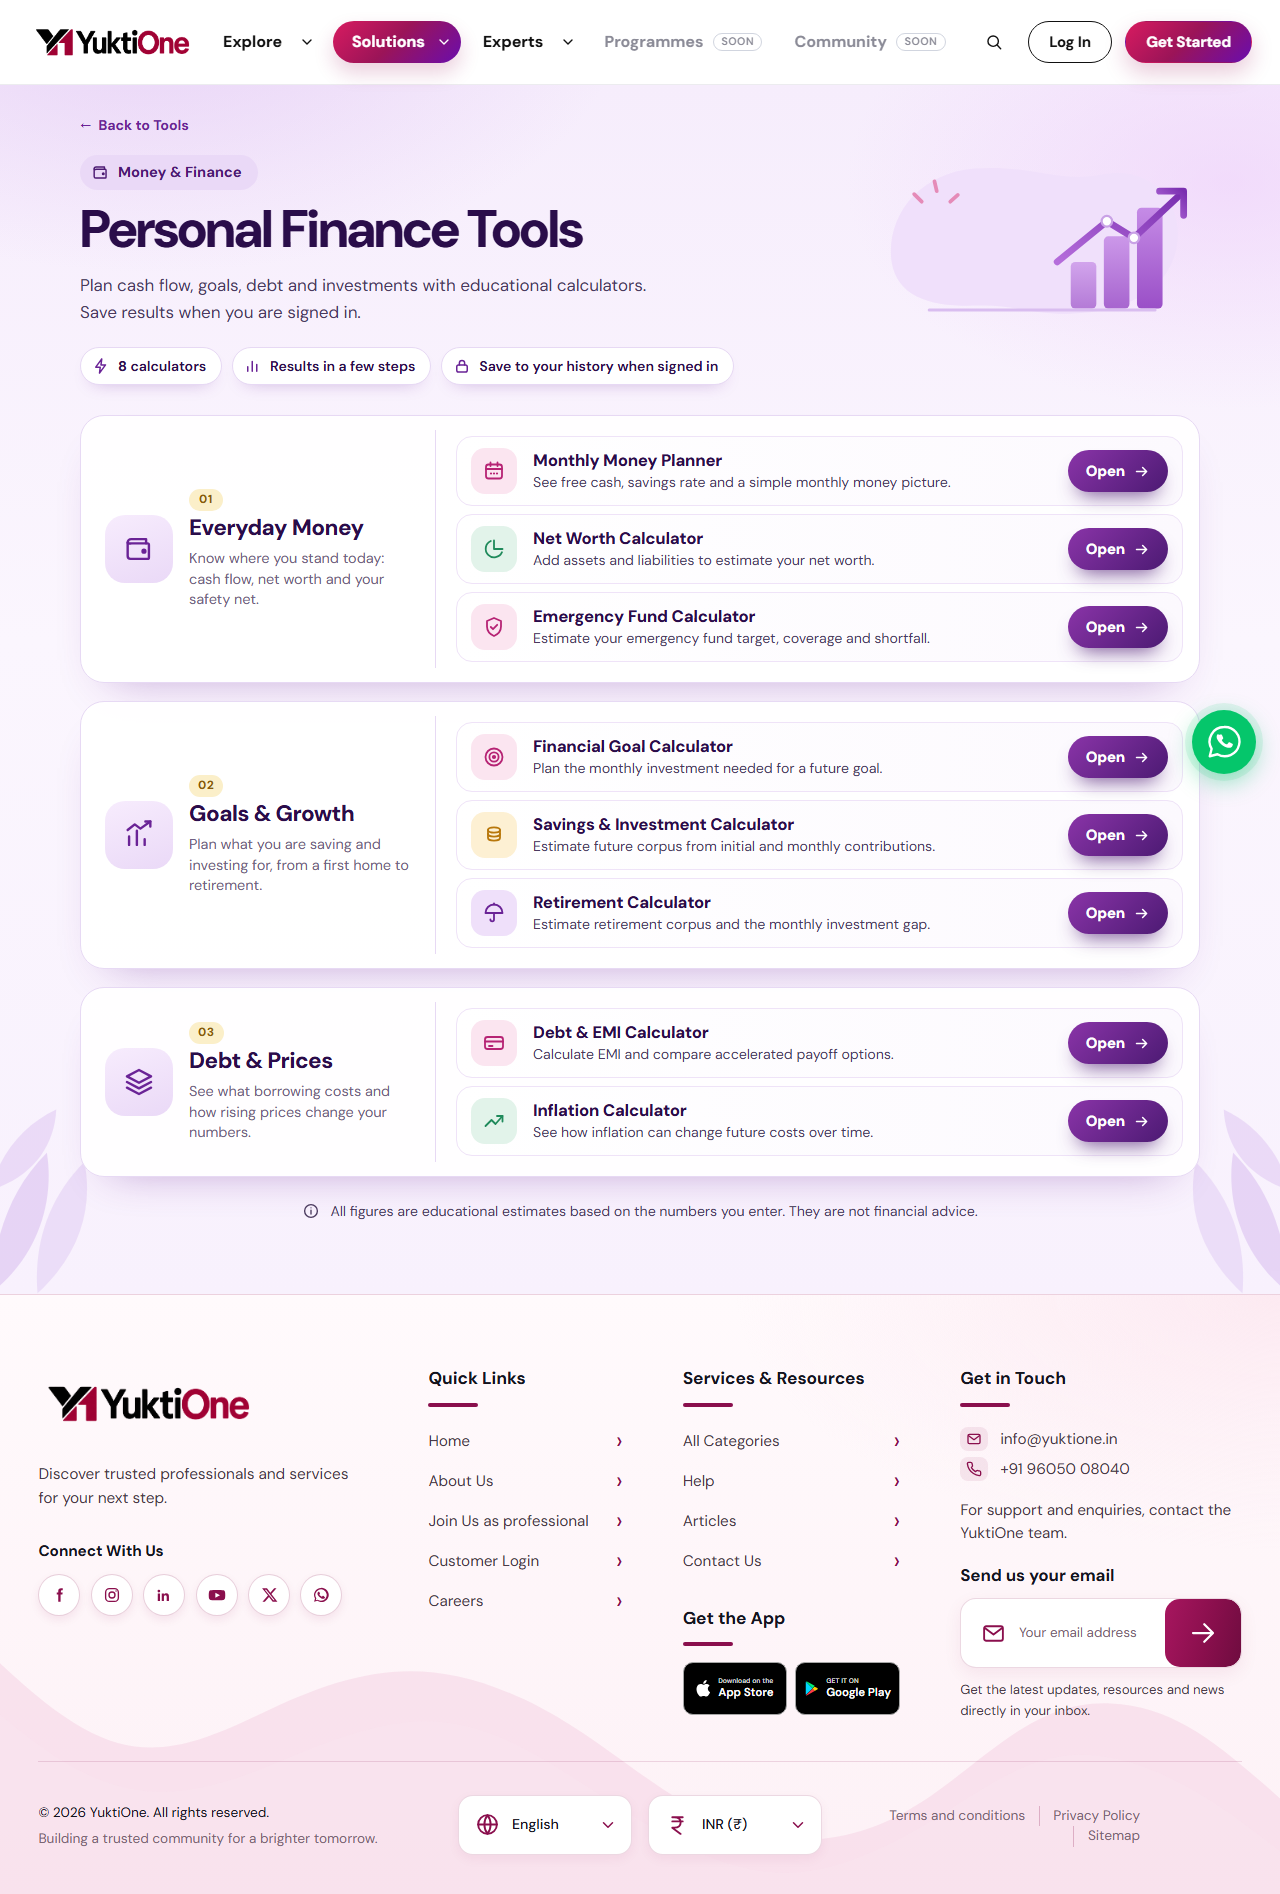 YuktiOne
Explore
Solutions
Experts
Programmes SOON
Community SOON
Log In
Get Started
← Back to Tools
Money & Finance
Personal Finance Tools
Plan cash flow, goals, debt and investments with educational calculators.
Save results when you are signed in.
8 calculators
Results in a few steps
Save to your history when signed in
01
Everyday Money
Know where you stand today:
cash flow, net worth and your
safety net.
Monthly Money Planner
See free cash, savings rate and a simple monthly money picture.
Open →
Net Worth Calculator
Add assets and liabilities to estimate your net worth.
Open →
Emergency Fund Calculator
Estimate your emergency fund target, coverage and shortfall.
Open →
02
Goals & Growth
Plan what you are saving and
investing for, from a first home to
retirement.
Financial Goal Calculator
Plan the monthly investment needed for a future goal.
Open →
Savings & Investment Calculator
Estimate future corpus from initial and monthly contributions.
Open →
Retirement Calculator
Estimate retirement corpus and the monthly investment gap.
Open →
03
Debt & Prices
See what borrowing costs and
how rising prices change your
numbers.
Debt & EMI Calculator
Calculate EMI and compare accelerated payoff options.
Open →
Inflation Calculator
See how inflation can change future costs over time.
Open →
All figures are educational estimates based on the numbers you enter. They are not financial advice.
YuktiOne
Discover trusted professionals and services
for your next step.
Connect With Us
Quick Links
Home
About Us
Join Us as professional
Customer Login
Careers
Services & Resources
All Categories
Help
Articles
Contact Us
Get the App
Download on the
App Store
GET IT ON
Google Play
Get in Touch
info@yuktione.in
+91 96050 08040
For support and enquiries, contact the
YuktiOne team.
Send us your email
Your email address
Get the latest updates, resources and news
directly in your inbox.
© 2026 YuktiOne. All rights reserved.
Building a trusted community for a brighter tomorrow.
English
INR (₹)
Terms and conditions
Privacy Policy
Sitemap